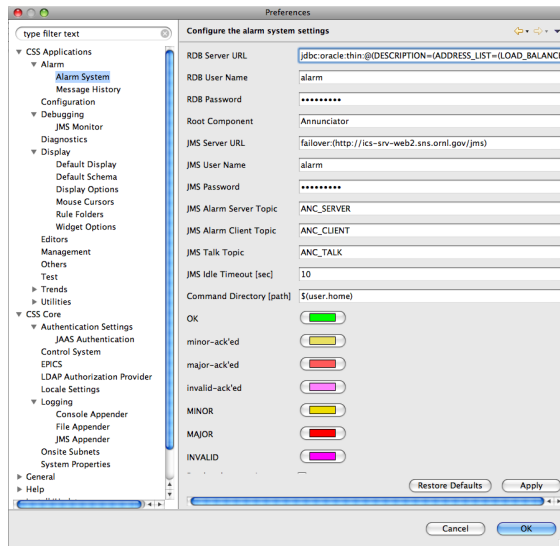 Preferences
type filter text
CSS Applications
Alarm
Alarm System
Message History
Configuration
Debugging
JMS Monitor
Diagnostics
Display
Default Display
Default Schema
Display Options
Mouse Cursors
Rule Folders
Widget Options
Editors
Management
Others
Test
Trends
Utilities
CSS Core
Authentication Settings
JAAS Authentication
Control System
EPICS
LDAP Authorization Provider
Locale Settings
Logging
Console Appender
File Appender
JMS Appender
Onsite Subnets
System Properties
General
Help
Configure the alarm system settings
RDB Server URL jdbc:oracle:thin:@(DESCRIPTION=(ADDRESS_LIST=(LOAD_BALANCE
RDB User Name alarm
RDB Password •••••••••
Root Component Annunciator
JMS Server URL failover:(http://ics-srv-web2.sns.ornl.gov/jms)
JMS User Name alarm
JMS Password •••••••••
JMS Alarm Server Topic ANC_SERVER
JMS Alarm Client Topic ANC_CLIENT
JMS Talk Topic ANC_TALK
JMS Idle Timeout [sec] 10
Command Directory [path] $(user.home)
OK
minor-ack'ed
major-ack'ed
invalid-ack'ed
MINOR
MAJOR
INVALID
Restore Defaults Apply
Cancel OK